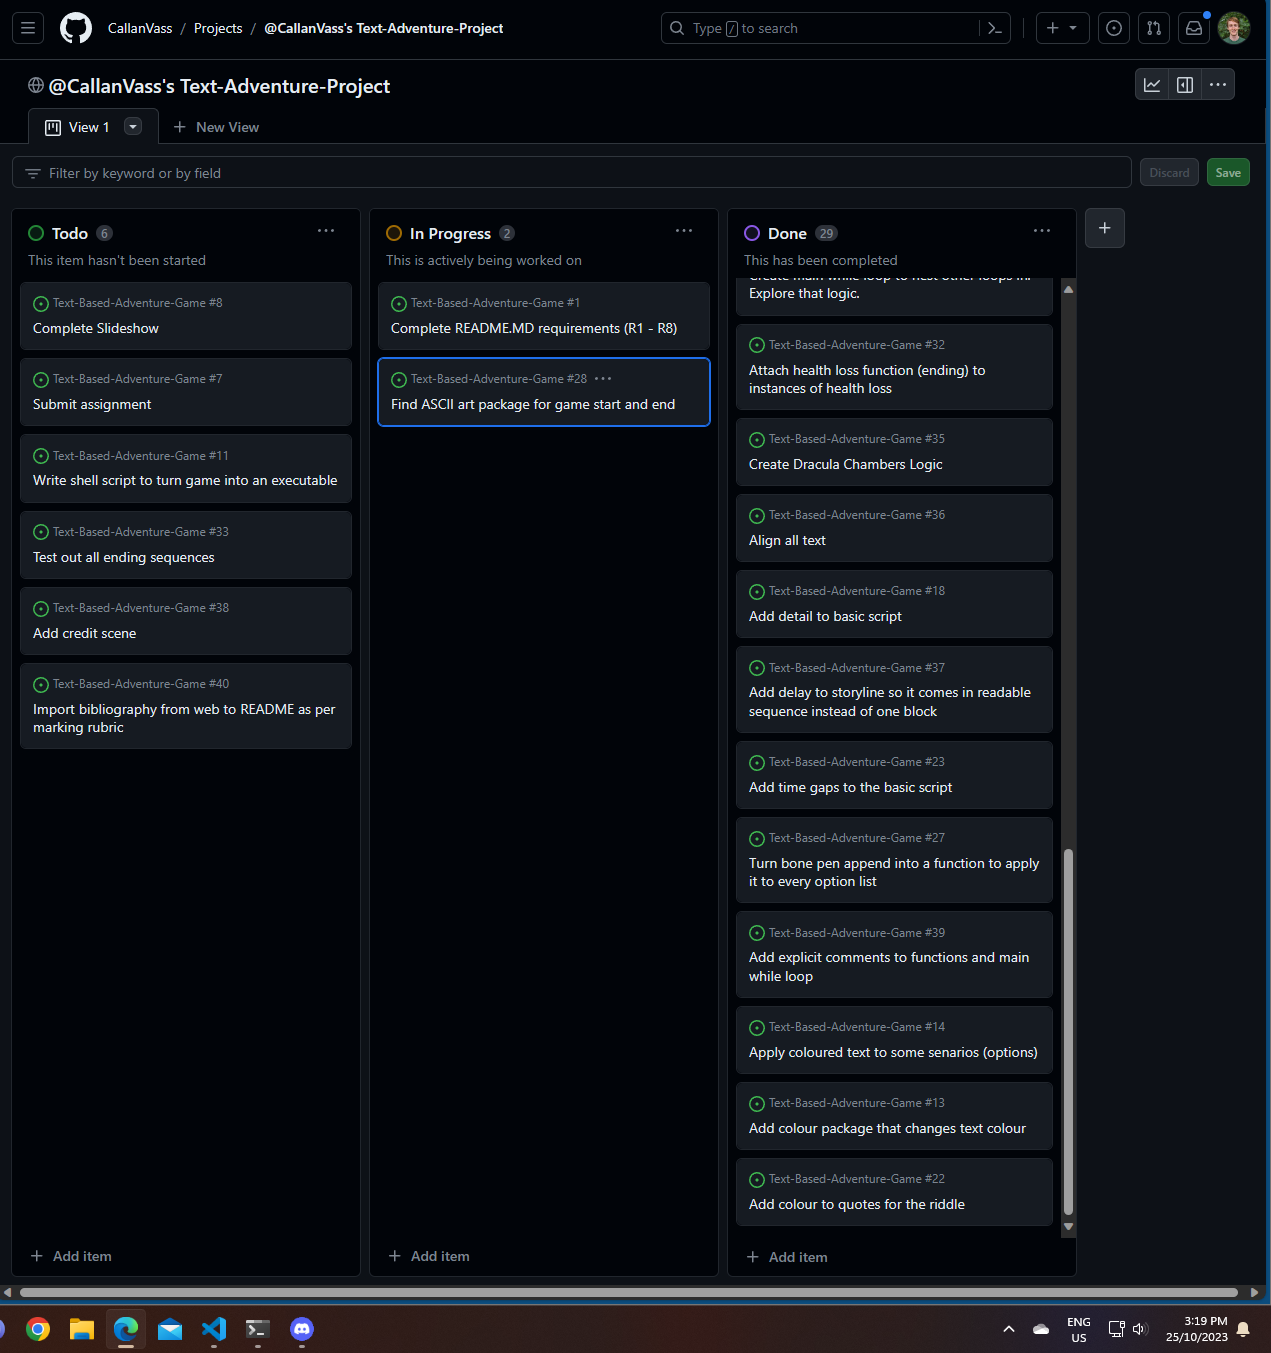 CallanVass / Projects / @CallanVass's Text-Adventure-Project
Type / to search
@CallanVass's Text-Adventure-Project
View 1
New View
Filter by keyword or by field
Discard
Save
Todo 6
This item hasn't been started
Text-Based-Adventure-Game #8
Complete Slideshow
Text-Based-Adventure-Game #7
Submit assignment
Text-Based-Adventure-Game #11
Write shell script to turn game into an executable
Text-Based-Adventure-Game #33
Test out all ending sequences
Text-Based-Adventure-Game #38
Add credit scene
Text-Based-Adventure-Game #40
Import bibliography from web to README as per
marking rubric
Add item
In Progress 2
This is actively being worked on
Text-Based-Adventure-Game #1
Complete README.MD requirements (R1 - R8)
Text-Based-Adventure-Game #28
Find ASCII art package for game start and end
Add item
Done 29
This has been completed
Create main while loop to nest other loops in.
Explore that logic.
Text-Based-Adventure-Game #32
Attach health loss function (ending) to
instances of health loss
Text-Based-Adventure-Game #35
Create Dracula Chambers Logic
Text-Based-Adventure-Game #36
Align all text
Text-Based-Adventure-Game #18
Add detail to basic script
Text-Based-Adventure-Game #37
Add delay to storyline so it comes in readable
sequence instead of one block
Text-Based-Adventure-Game #23
Add time gaps to the basic script
Text-Based-Adventure-Game #27
Turn bone pen append into a function to apply
it to every option list
Text-Based-Adventure-Game #39
Add explicit comments to functions and main
while loop
Text-Based-Adventure-Game #14
Apply coloured text to some senarios (options)
Text-Based-Adventure-Game #13
Add colour package that changes text colour
Text-Based-Adventure-Game #22
Add colour to quotes for the riddle
Add item
ENG
US
3:19 PM
25/10/2023